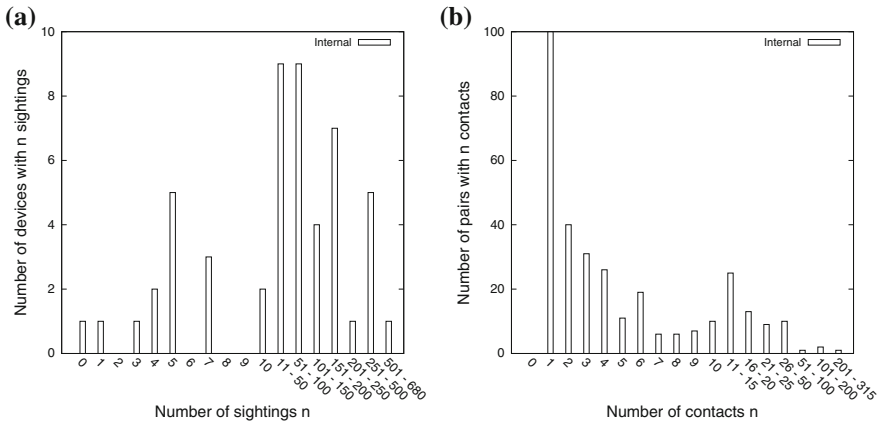 (a)
Number of devices with n sightings
10
8
6
4
2
0
Internal
0
1
2
3
4
5
6
7
8
9
10
11 - 50
51 - 100
101 - 150
151 - 200
201 - 250
251 - 500
501 - 680
Number of sightings n
(b)
Number of pairs with n contacts
100
80
60
40
20
0
Internal
0
1
2
3
4
5
6
7
8
9
10
11 - 15
16 - 20
21 - 25
26 - 50
51 - 100
101 - 200
201 - 315
Number of contacts n